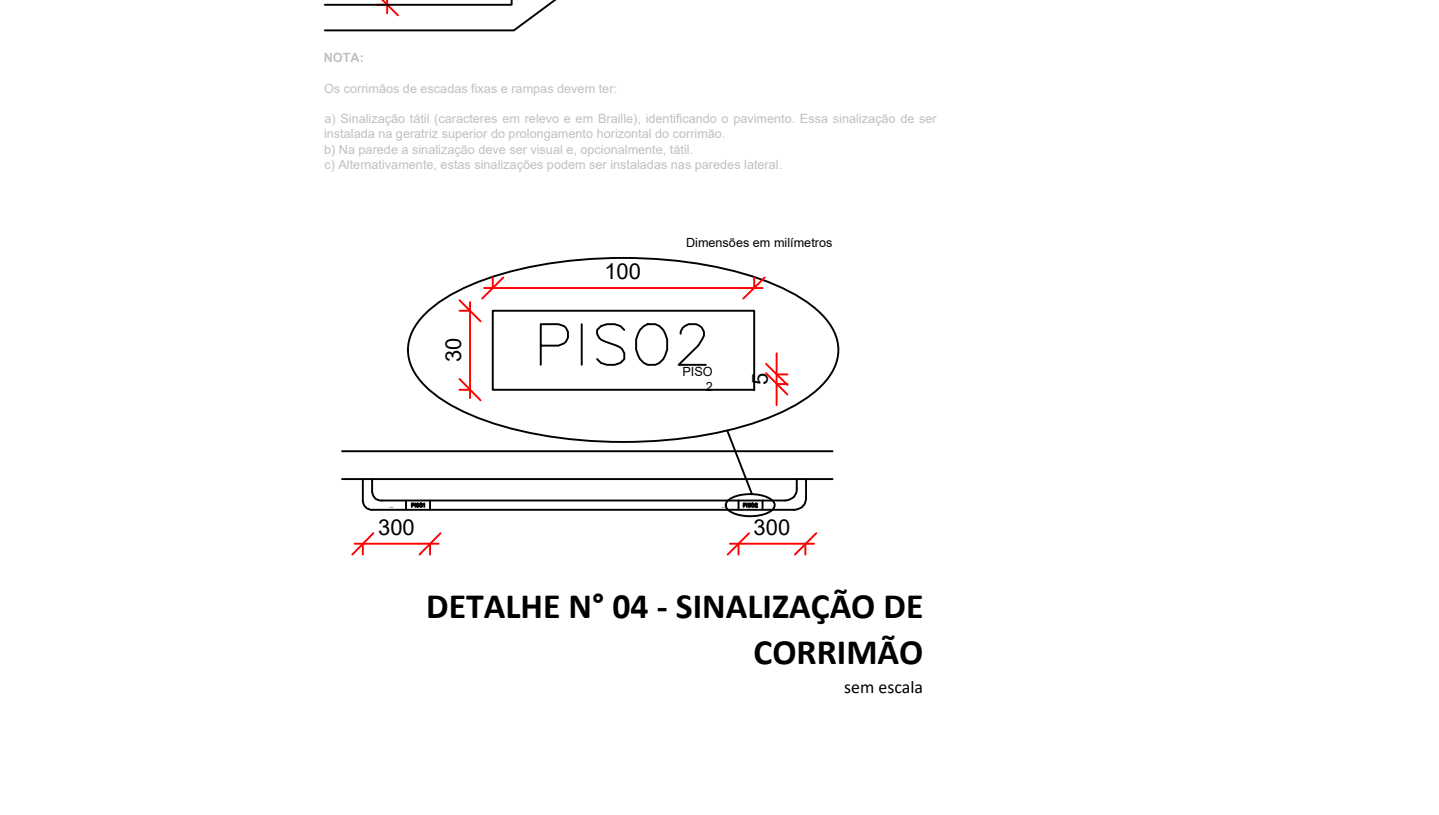 NOTA:
Os corrimãos de escadas fixas e rampas devem ter:
a) Sinalização tátil (caracteres em relevo e em Braille), identificando o pavimento. Essa sinalização de ser
instalada na geratriz superior do prolongamento horizontal do corrimão.
b) Na parede a sinalização deve ser visual e, opcionalmente, tátil.
c) Alternativamente, estas sinalizações podem ser instaladas nas paredes lateral.
Dimensões em milímetros
100
30
PISO2
PISO
2
5
PISO1
PISO2
300
300
DETALHE N° 04 - SINALIZAÇÃO DE
CORRIMÃO
sem escala